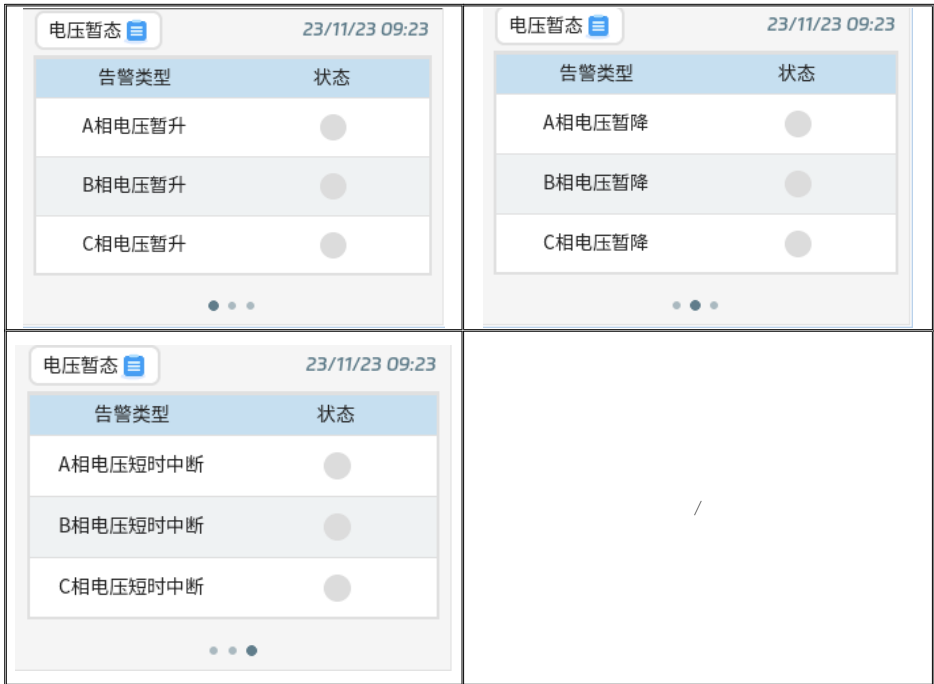 电压暂态 23/11/23 09:23
告警类型 状态
A相电压暂升
B相电压暂升
C相电压暂升
电压暂态 23/11/23 09:23
告警类型 状态
A相电压暂降
B相电压暂降
C相电压暂降
电压暂态 23/11/23 09:23
告警类型 状态
A相电压短时中断
B相电压短时中断
C相电压短时中断
/